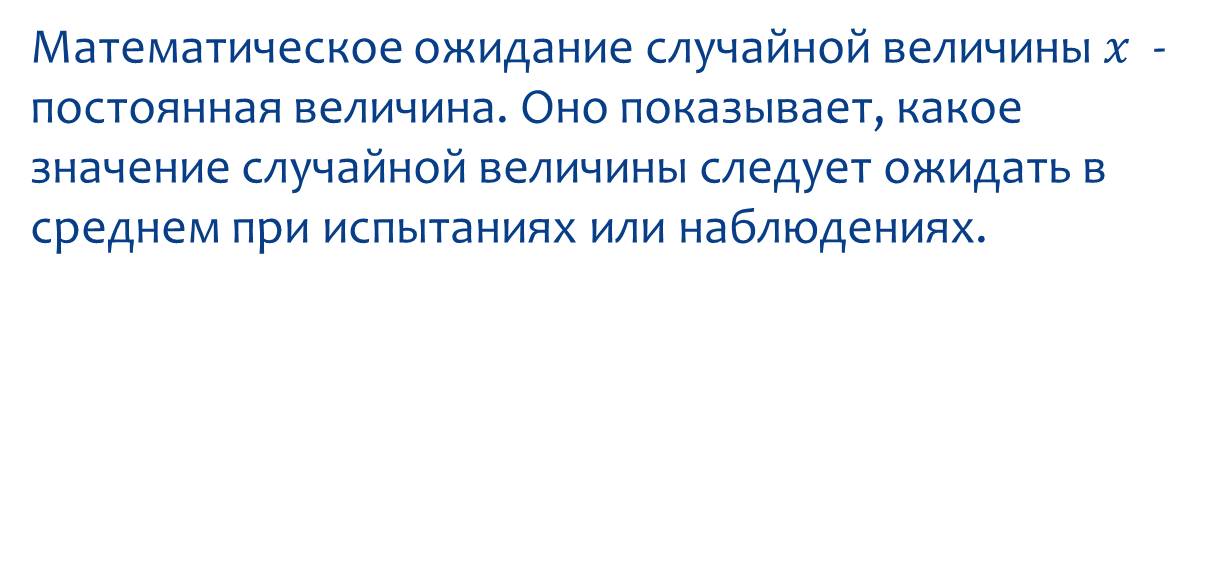 Математическое ожидание случайной величины 𝑥 -
постоянная величина. Оно показывает, какое
значение случайной величины следует ожидать в
среднем при испытаниях или наблюдениях.